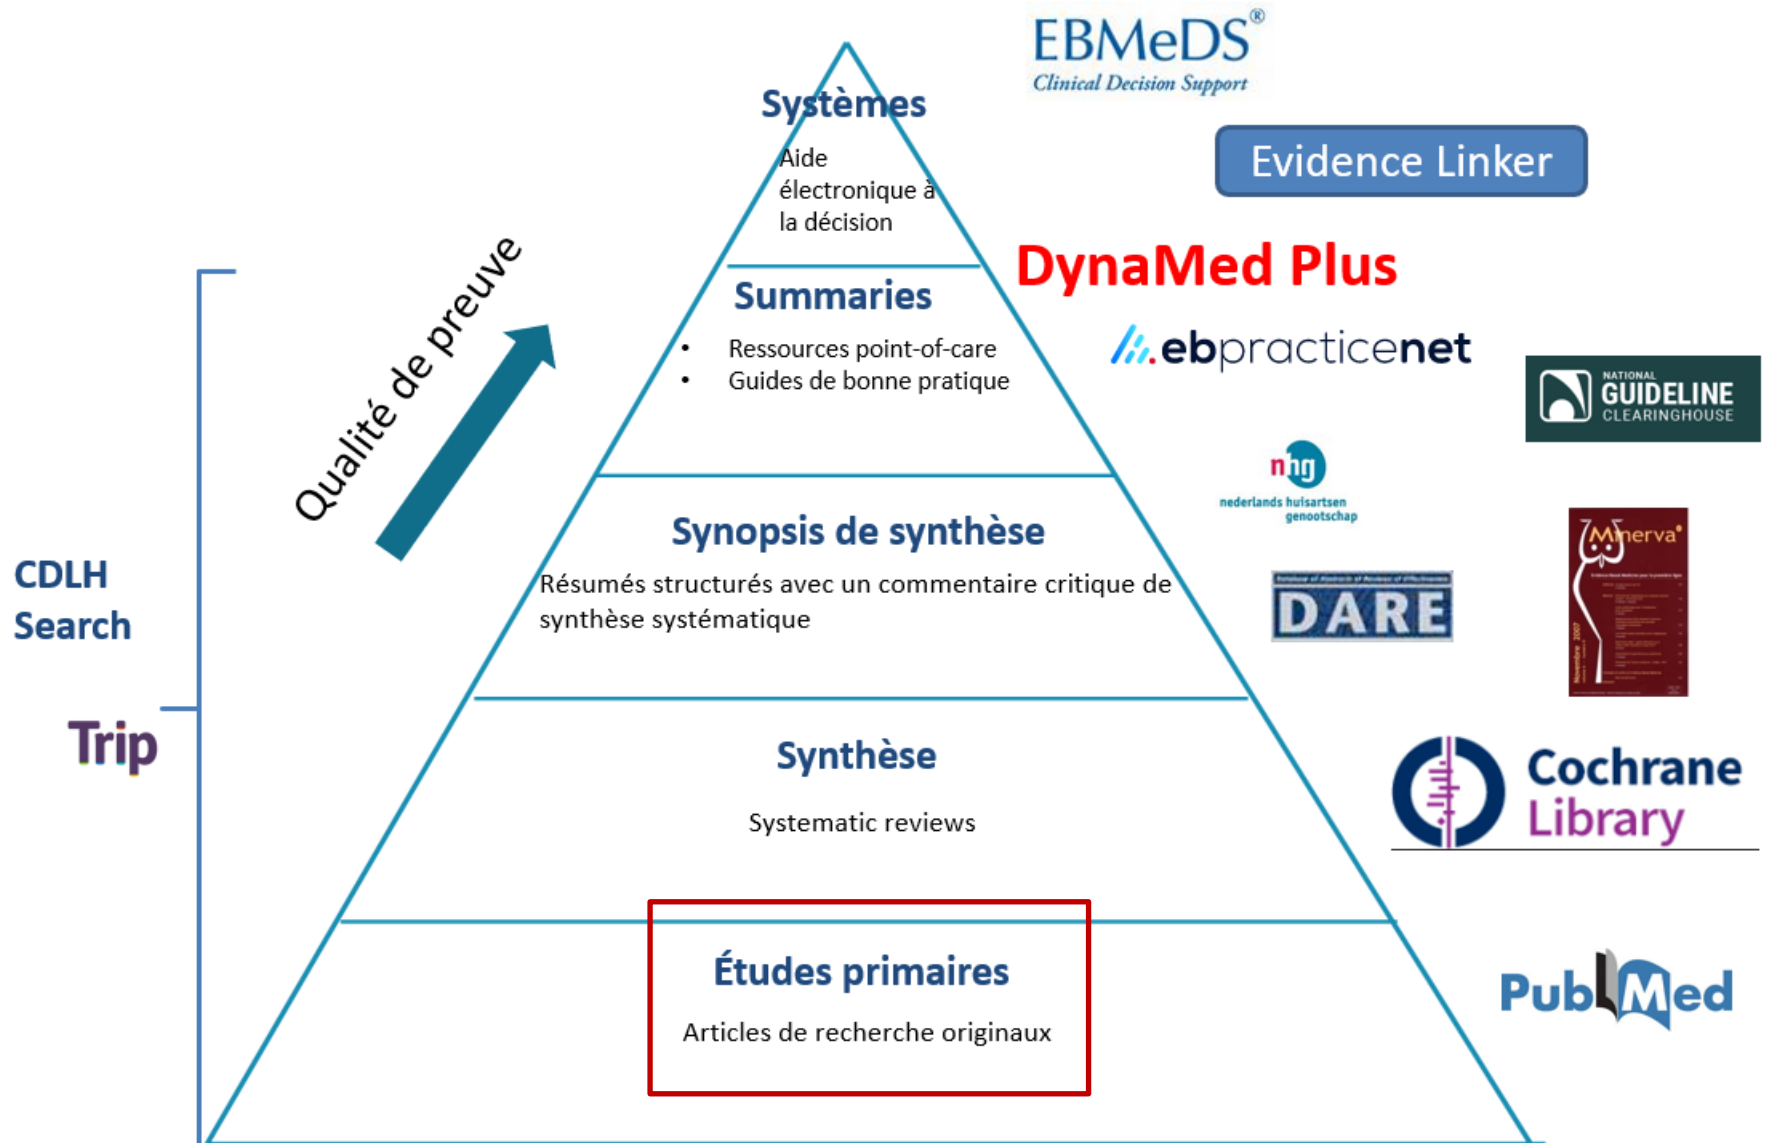 EBMeDS®
Clinical Decision Support
Systèmes
Evidence Linker
Aide
électronique à
la décision
DynaMed Plus
Qualité de preuve
Summaries
• Ressources point-of-care
• Guides de bonne pratique
ebpracticenet
NATIONAL
GUIDELINE
CLEARINGHOUSE
nhg
nederlands huisartsen
genootschap
Synopsis de synthèse
Résumés structurés avec un commentaire critique de
synthèse systématique
Minerva
Novembre 2007
DARE
CDLH
Search
Trip
Synthèse
Systematic reviews
Cochrane
Library
Études primaires
Articles de recherche originaux
PubMed